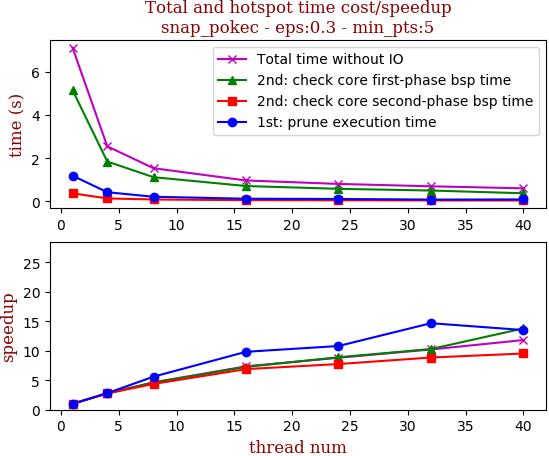 Total and hotspot time cost/speedup
snap_pokec - eps:0.3 - min_pts:5
time (s)
6
4
2
0
Total time without IO
2nd: check core first-phase bsp time
2nd: check core second-phase bsp time
1st: prune execution time
0 5 10 15 20 25 30 35 40
speedup
25
20
15
10
5
0
0 5 10 15 20 25 30 35 40
thread num